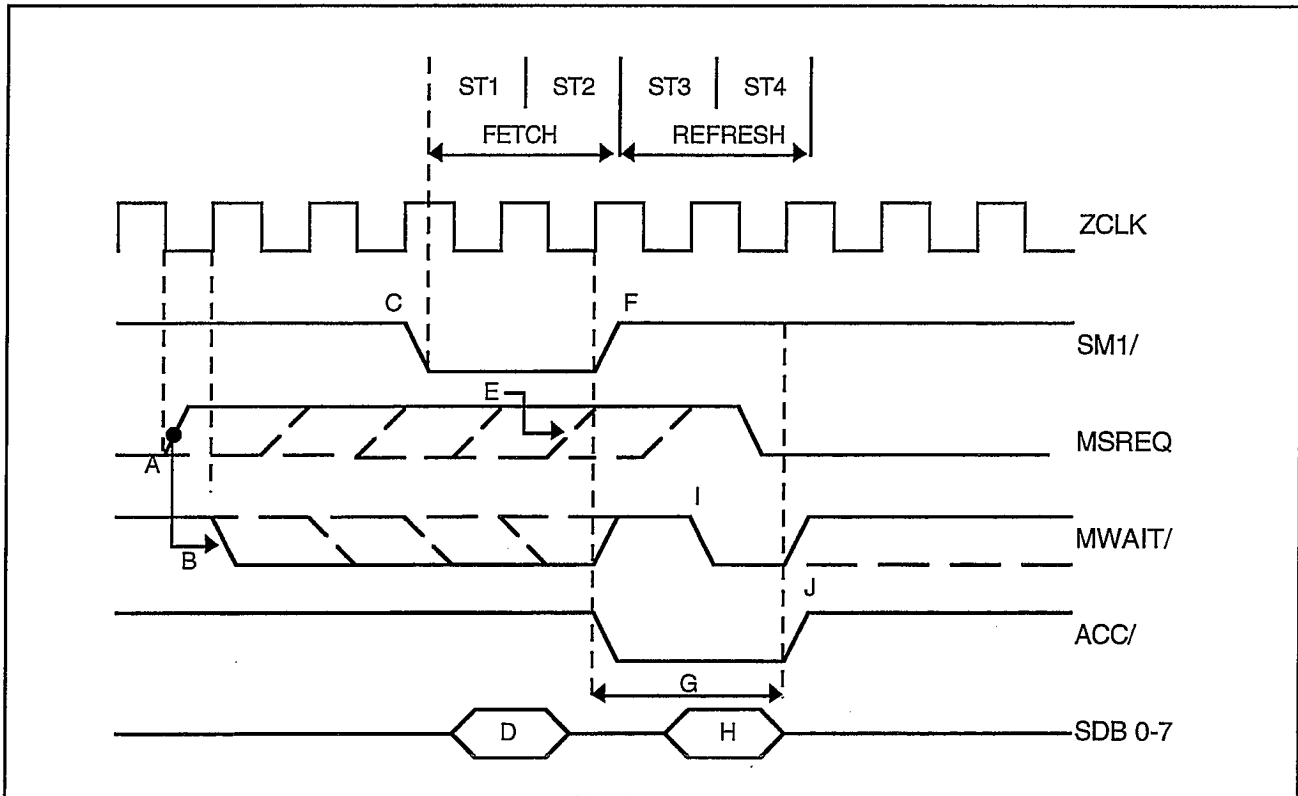 ST1 ST2 ST3 ST4
FETCH REFRESH
ZCLK
C F
SM1/
E
MSREQ
A
I
MWAIT/
B
J
ACC/
G
D H SDB 0-7